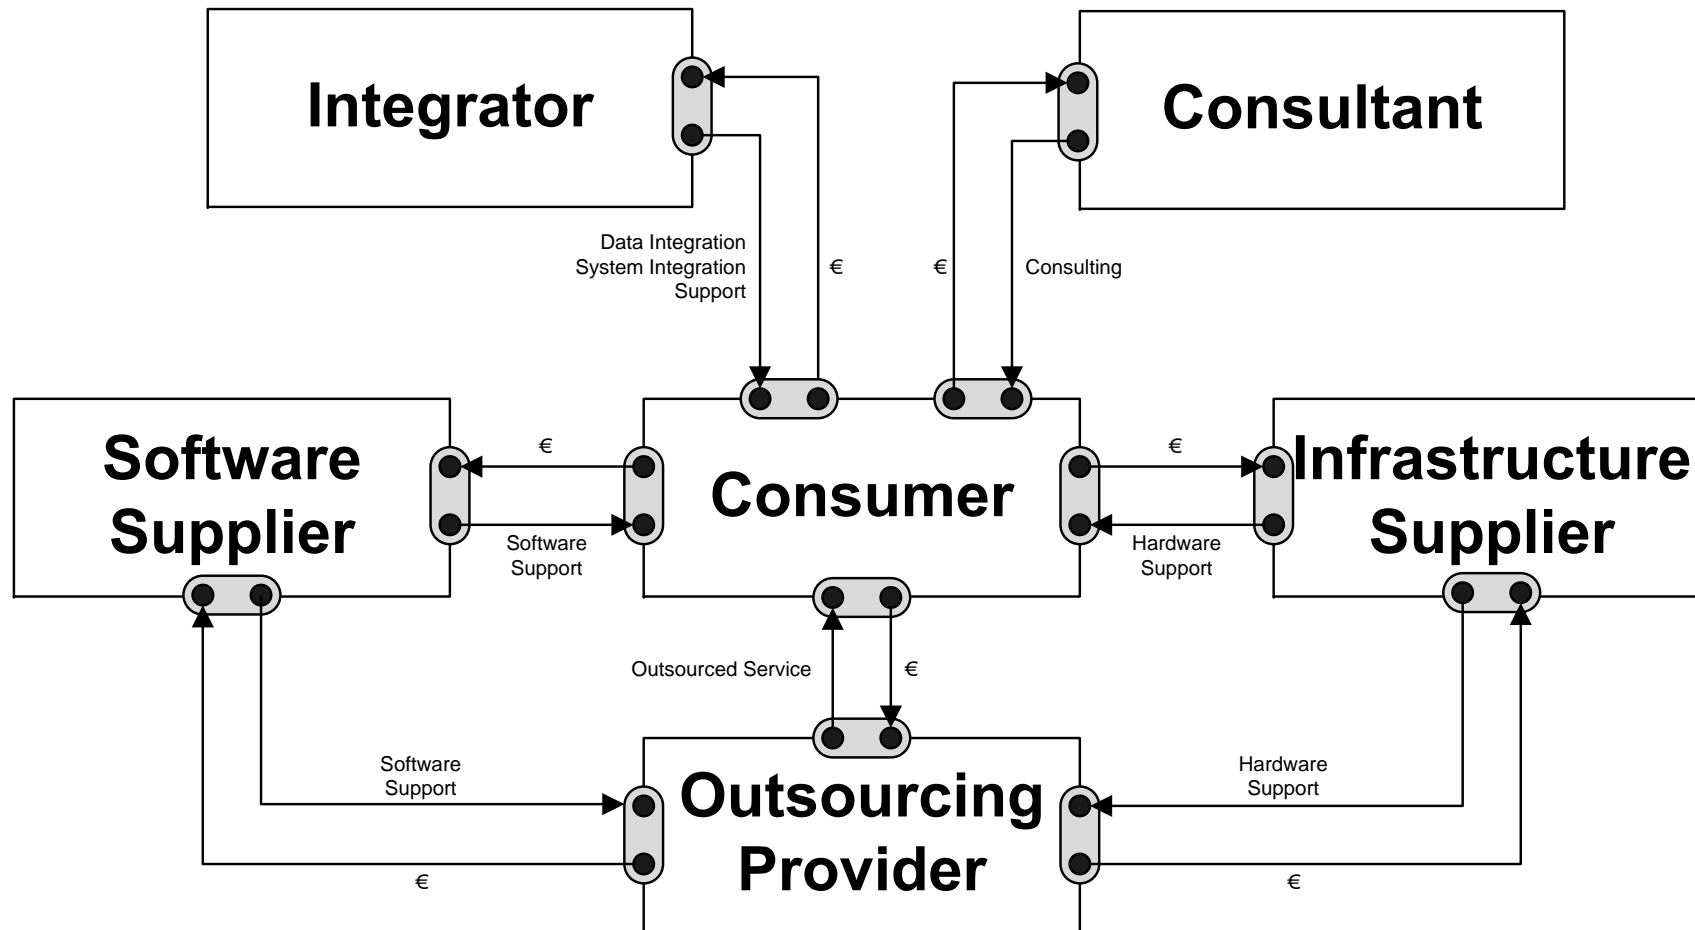 Integrator
Consultant
Data Integration
System Integration
Support
€
€
Consulting
Software
Supplier
€
Software
Support
Consumer
€
Hardware
Support
Infrastructure
Supplier
Outsourced Service
€
Software
Support
€
Outsourcing
Provider
Hardware
Support
€